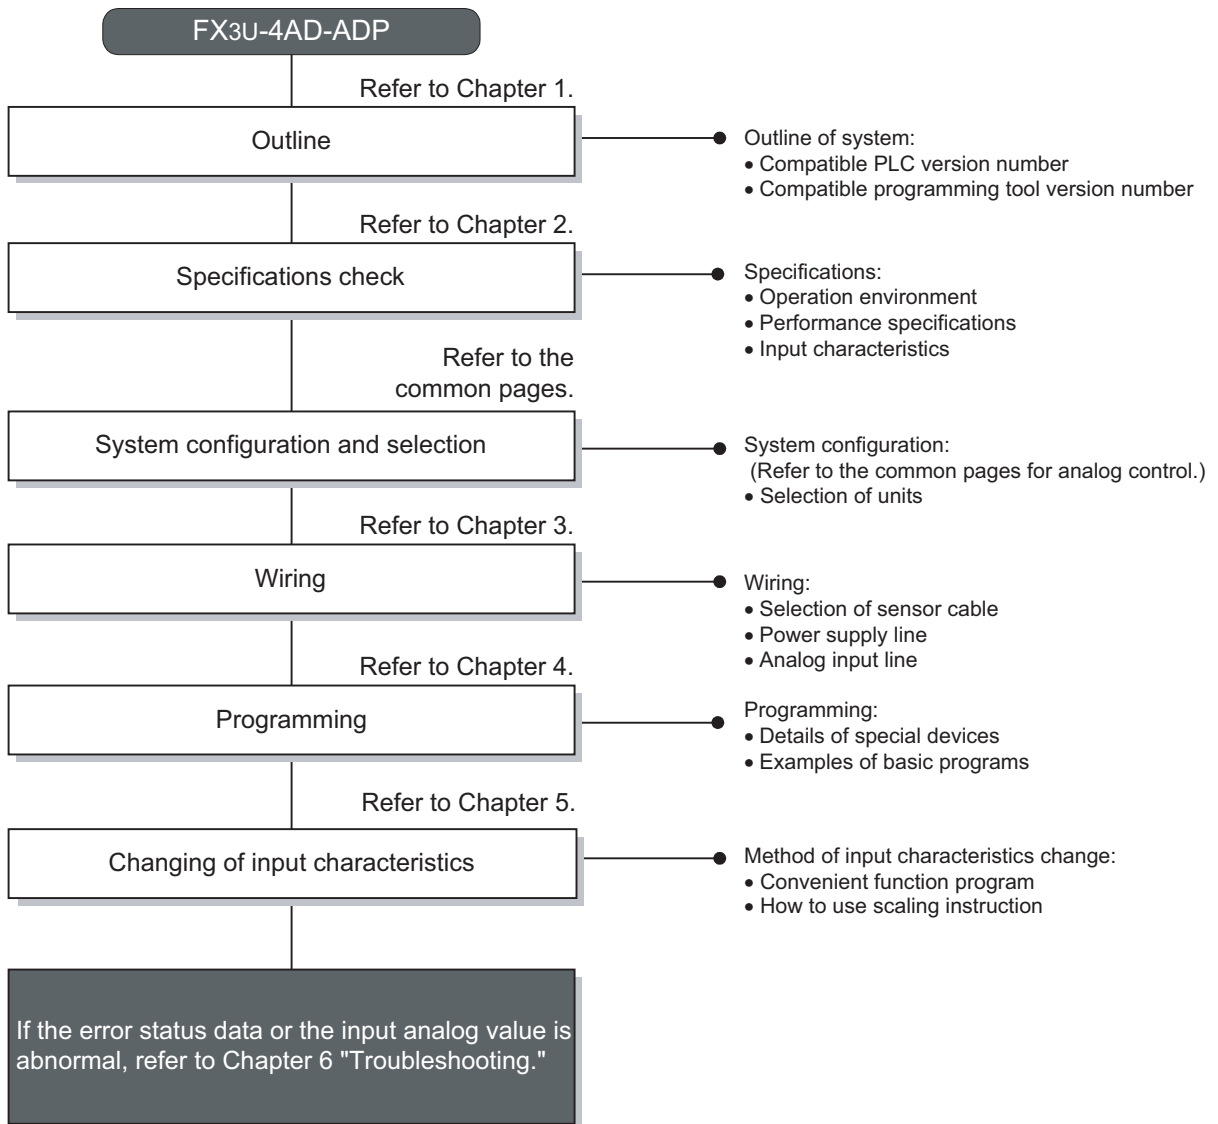 FX3U-4AD-ADP
Refer to Chapter 1.
Outline
Outline of system:
• Compatible PLC version number
• Compatible programming tool version number
Refer to Chapter 2.
Specifications check
Specifications:
• Operation environment
• Performance specifications
• Input characteristics
Refer to the
common pages.
System configuration and selection
System configuration:
(Refer to the common pages for analog control.)
• Selection of units
Refer to Chapter 3.
Wiring
Wiring:
• Selection of sensor cable
• Power supply line
• Analog input line
Refer to Chapter 4.
Programming
Programming:
• Details of special devices
• Examples of basic programs
Refer to Chapter 5.
Changing of input characteristics
Method of input characteristics change:
• Convenient function program
• How to use scaling instruction
If the error status data or the input analog value is
abnormal, refer to Chapter 6 "Troubleshooting."